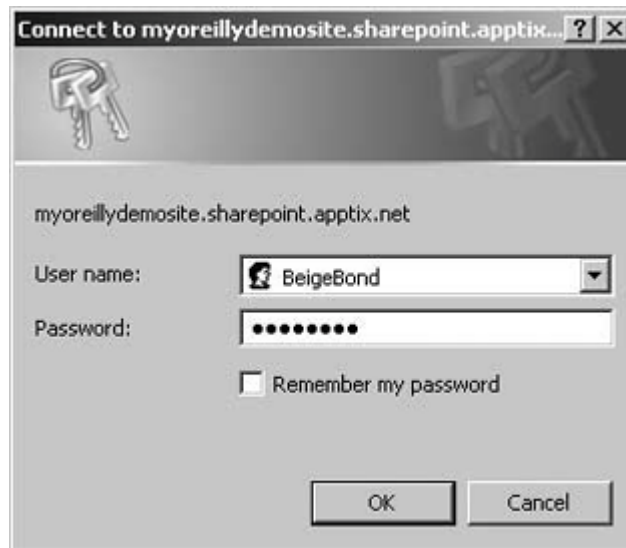 Connect to myoreillydemosite.sharepoint.apptix...
myoreillydemosite.sharepoint.apptix.net
User name: BeigeBond
Password: ●●●●●●●●
Remember my password
OK Cancel